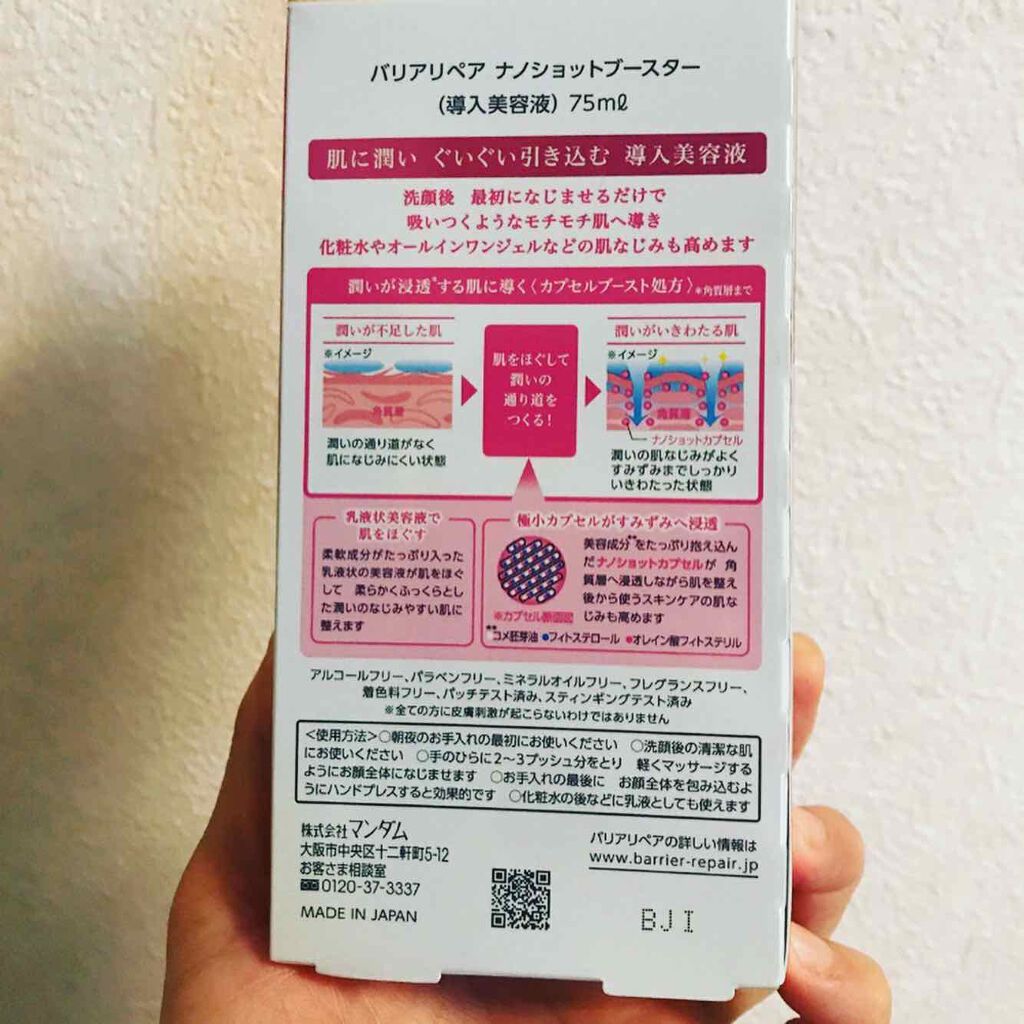 バリアリペア ナノショットブースター
(導入美容液) 75mℓ
肌に潤い ぐいぐい引き込む 導入美容液
洗顔後 最初になじませるだけで
吸いつくようなモチモチ肌へ導き
化粧水やオールインワンジェルなどの肌なじみも高めます
潤いが浸透*する肌に導く〈カプセルブースト処方〉*角質層まで
潤いが不足した肌
※イメージ
角質層
潤いの通り道がなく
肌になじみにくい状態
肌をほぐして
潤いの
通り道を
つくる!
潤いがいきわたる肌
※イメージ
角質層
ナノショットカプセル
潤いの肌なじみがよく
すみずみまでしっかり
いきわたった状態
乳液状美容液で
肌をほぐす
柔軟成分がたっぷり入った
乳液状の美容液が肌をほぐ
して 柔らかくふっくらとし
た潤いのなじみやすい肌に
整えます
極小カプセルがすみずみへ浸透
美容成分**をたっぷり抱え込ん
だナノショットカプセルが 角
質層へ浸透しながら肌を整え
後から使うスキンケアの肌な
じみも高めます
※カプセル断面図
**コメ胚芽油 ●フィトステロール ●オレイン酸フィトステリル
アルコールフリー、パラベンフリー、ミネラルオイルフリー、フレグランスフリー、
着色料フリー、パッチテスト済み、スティンギングテスト済み
※全ての方に皮膚刺激が起こらないわけではありません
<使用方法>○朝夜のお手入れの最初にお使いください ○洗顔後の清潔な肌
にお使いください ○手のひらに2〜3プッシュ分をとり 軽くマッサージする
ようにお顔全体になじませます ○お手入れの最後に お顔全体を包み込むよ
うにハンドプレスすると効果的です ○化粧水の後などに乳液としても使えます
株式会社マンダム
大阪市中央区十二軒町5-12
お客さま相談室
0120-37-3337
MADE IN JAPAN
バリアリペアの詳しい情報は
www.barrier-repair.jp
BJI